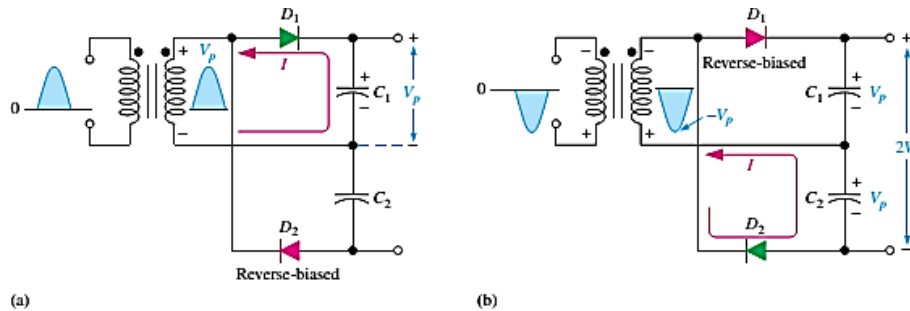 D1
+
Vp
I
+
−
C1
+
Vp
−
0
−
C2
D2
Reverse-biased
(a)
D1
Reverse-biased
−
−
+
C1
−
Vp
+
0
+
+
−Vp
I
+
C2
−
Vp
2V
D2
−
(b)